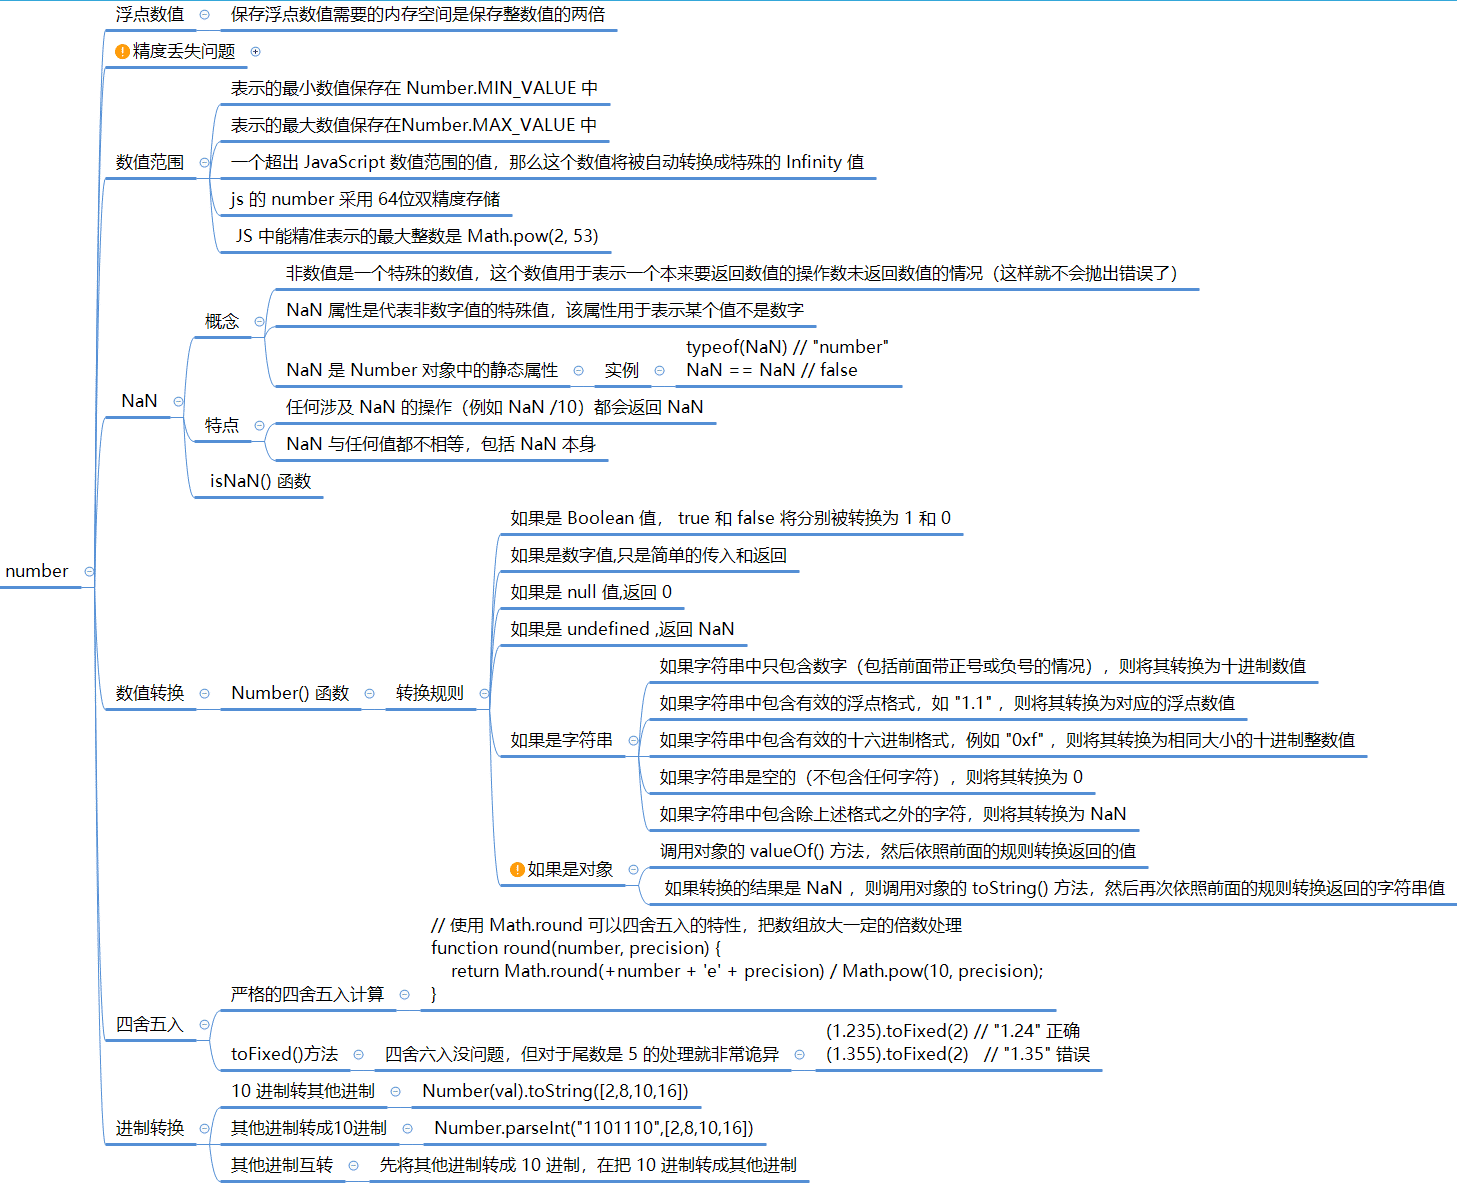 浮点数值
保存浮点数值需要的内存空间是保存整数值的两倍
精度丢失问题
表示的最小数值保存在 Number.MIN_VALUE 中
表示的最大数值保存在Number.MAX_VALUE 中
数值范围
一个超出 JavaScript 数值范围的值，那么这个数值将被自动转换成特殊的 Infinity 值
js 的 number 采用 64位双精度存储
JS 中能精准表示的最大整数是 Math.pow(2, 53)
非数值是一个特殊的数值，这个数值用于表示一个本来要返回数值的操作数未返回数值的情况（这样就不会抛出错误了）
概念
NaN 属性是代表非数字值的特殊值，该属性用于表示某个值不是数字
NaN 是 Number 对象中的静态属性
实例
typeof(NaN) // "number"
NaN == NaN // false
NaN
特点
任何涉及 NaN 的操作（例如 NaN /10）都会返回 NaN
NaN 与任何值都不相等，包括 NaN 本身
isNaN() 函数
number
如果是 Boolean 值， true 和 false 将分别被转换为 1 和 0
如果是数字值,只是简单的传入和返回
如果是 null 值,返回 0
如果是 undefined ,返回 NaN
数值转换
Number() 函数
转换规则
如果是字符串
如果字符串中只包含数字（包括前面带正号或负号的情况），则将其转换为十进制数值
如果字符串中包含有效的浮点格式，如 "1.1" ，则将其转换为对应的浮点数值
如果字符串中包含有效的十六进制格式，例如 "0xf" ，则将其转换为相同大小的十进制整数值
如果字符串是空的（不包含任何字符），则将其转换为 0
如果字符串中包含除上述格式之外的字符，则将其转换为 NaN
如果是对象
调用对象的 valueOf() 方法，然后依照前面的规则转换返回的值
如果转换的结果是 NaN ，则调用对象的 toString() 方法，然后再次依照前面的规则转换返回的字符串值
四舍五入
严格的四舍五入计算
// 使用 Math.round 可以四舍五入的特性，把数组放大一定的倍数处理
function round(number, precision) {
    return Math.round(+number + 'e' + precision) / Math.pow(10, precision);
}
toFixed()方法
四舍六入没问题，但对于尾数是 5 的处理就非常诡异
(1.235).toFixed(2) // "1.24" 正确
(1.355).toFixed(2)   // "1.35" 错误
进制转换
10 进制转其他进制
Number(val).toString([2,8,10,16])
其他进制转成10进制
Number.parseInt("1101110",[2,8,10,16])
其他进制互转
先将其他进制转成 10 进制，在把 10 进制转成其他进制